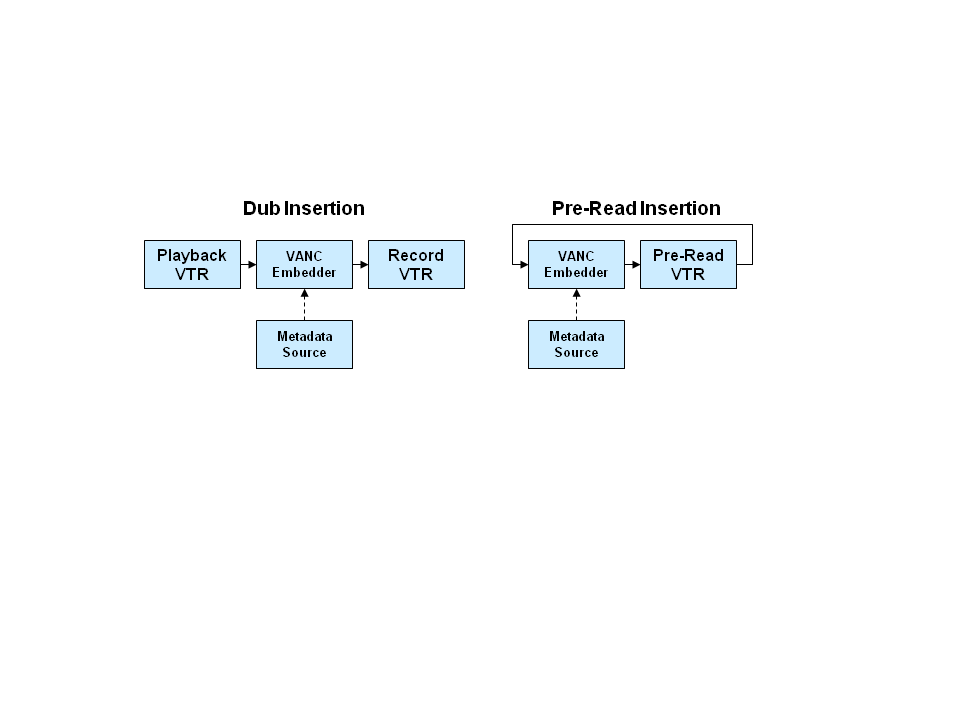 Dub Insertion
Playback
VTR
VANC
Embedder
Record
VTR
Metadata
Source
Pre-Read Insertion
VANC
Embedder
Pre-Read
VTR
Metadata
Source